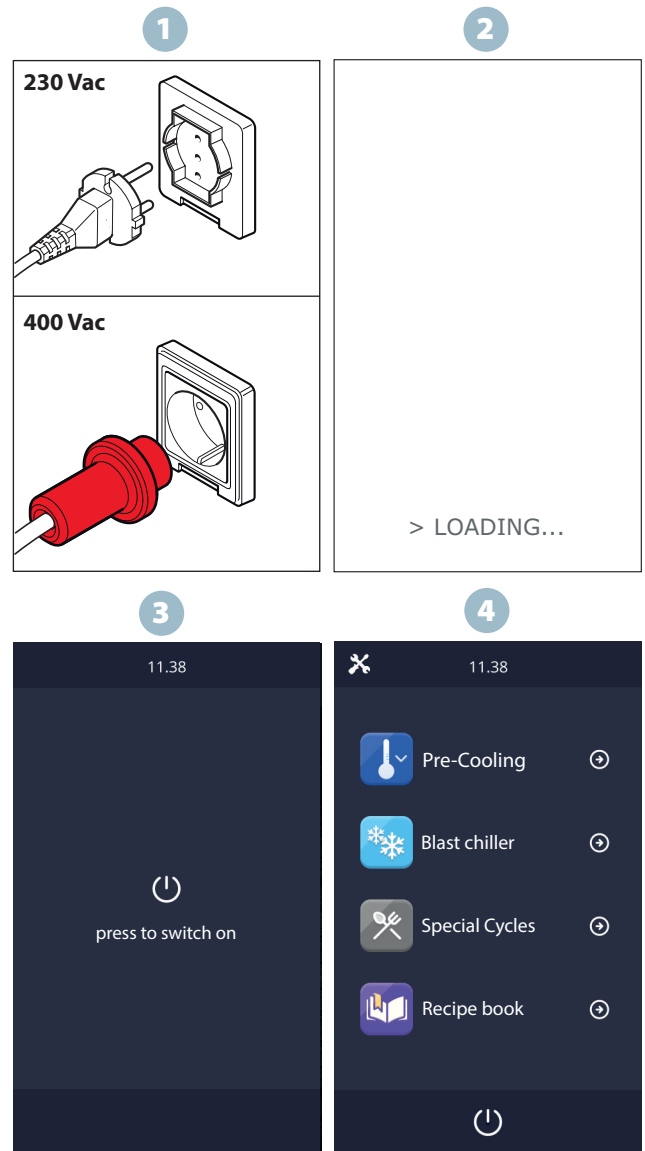 1
2
230 Vac
400 Vac
> LOADING...
3
4
11.38
press to switch on
11.38
Pre-Cooling
Blast chiller
Special Cycles
Recipe book